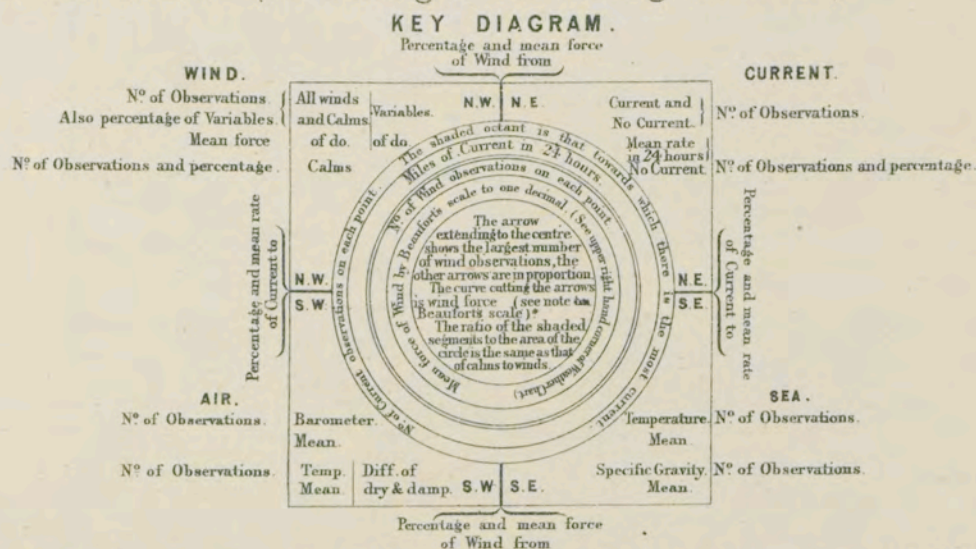 KEY DIAGRAM.
Percentage and mean force
of Wind from
WIND.
Nº of Observations
Also percentage of Variables.
Mean force
Nº of Observations and percentage.
All winds
and Calms
of do.
Variables.
of do.
Calms
N.W. N.E.
CURRENT.
Current and
No Current.
Nº of Observations.
Mean rate
in 24 hours
No Current
Nº of Observations and percentage.
The shaded octant is that towards which there is the most current.
Nº of Current observations on each point.
Miles of Current in 24 hours.
Nº of Wind observations on each point
Mean force of Wind by Beaufort's scale to one decimal. (See upper right hand corner of Weather Chart)
The arrow
extending to the centre
shows the largest number
of wind observations, the
other arrows are in proportion.
The curve cutting the arrows
is wind force (see note
Beaufort's scale)
The ratio of the shaded
segments to the area of the
circle is the same as that
of calms to winds.
Percentage and mean rate
of Current to
N.W.
S.W.
N.E.
S.E.
Percentage and mean rate
of Current to
AIR.
Nº of Observations.
Barometer.
Mean.
Nº of Observations.
Temp.
Mean.
Diff. of
dry & damp.
S.W S.E.
SEA.
Temperature.
Mean.
Nº of Observations.
Specific Gravity.
Mean.
Nº of Observations.
Percentage and mean force
of Wind from